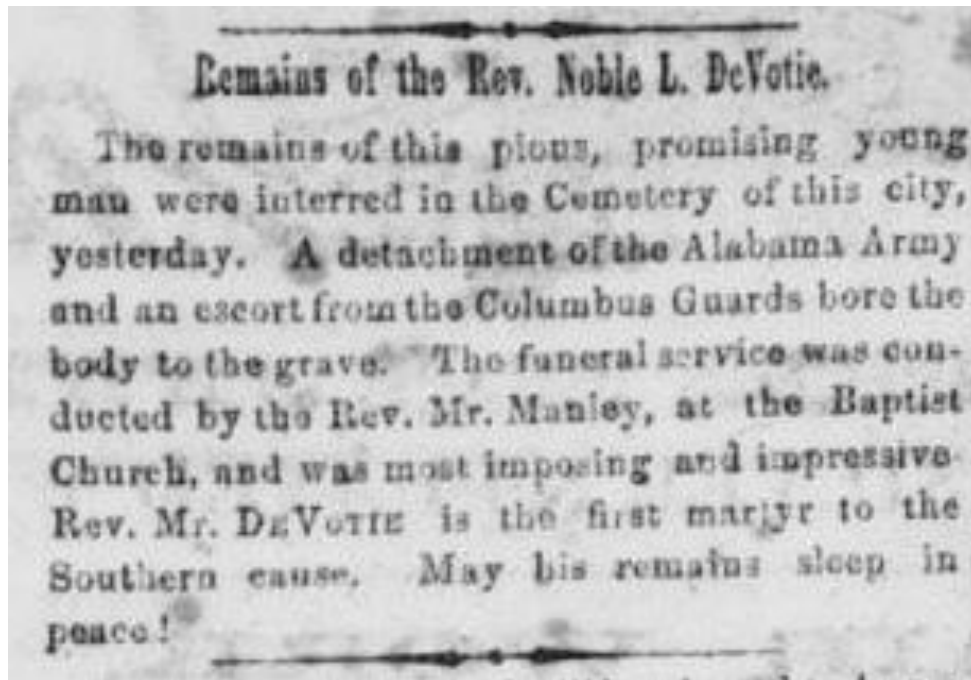 Remains of the Rev. Noble L. DeVotie.
The remains of this pious, promising young
man were interred in the Cemetery of this city,
yesterday. A detachment of the Alabama Army
and an escort from the Columbus Guards bore the
body to the grave. The funeral service was con-
ducted by the Rev. Mr. Manley, at the Baptist
Church, and was most imposing and impressive
Rev. Mr. DEVOTIE is the first martyr to the
Southern cause. May his remains sleep in
peace!